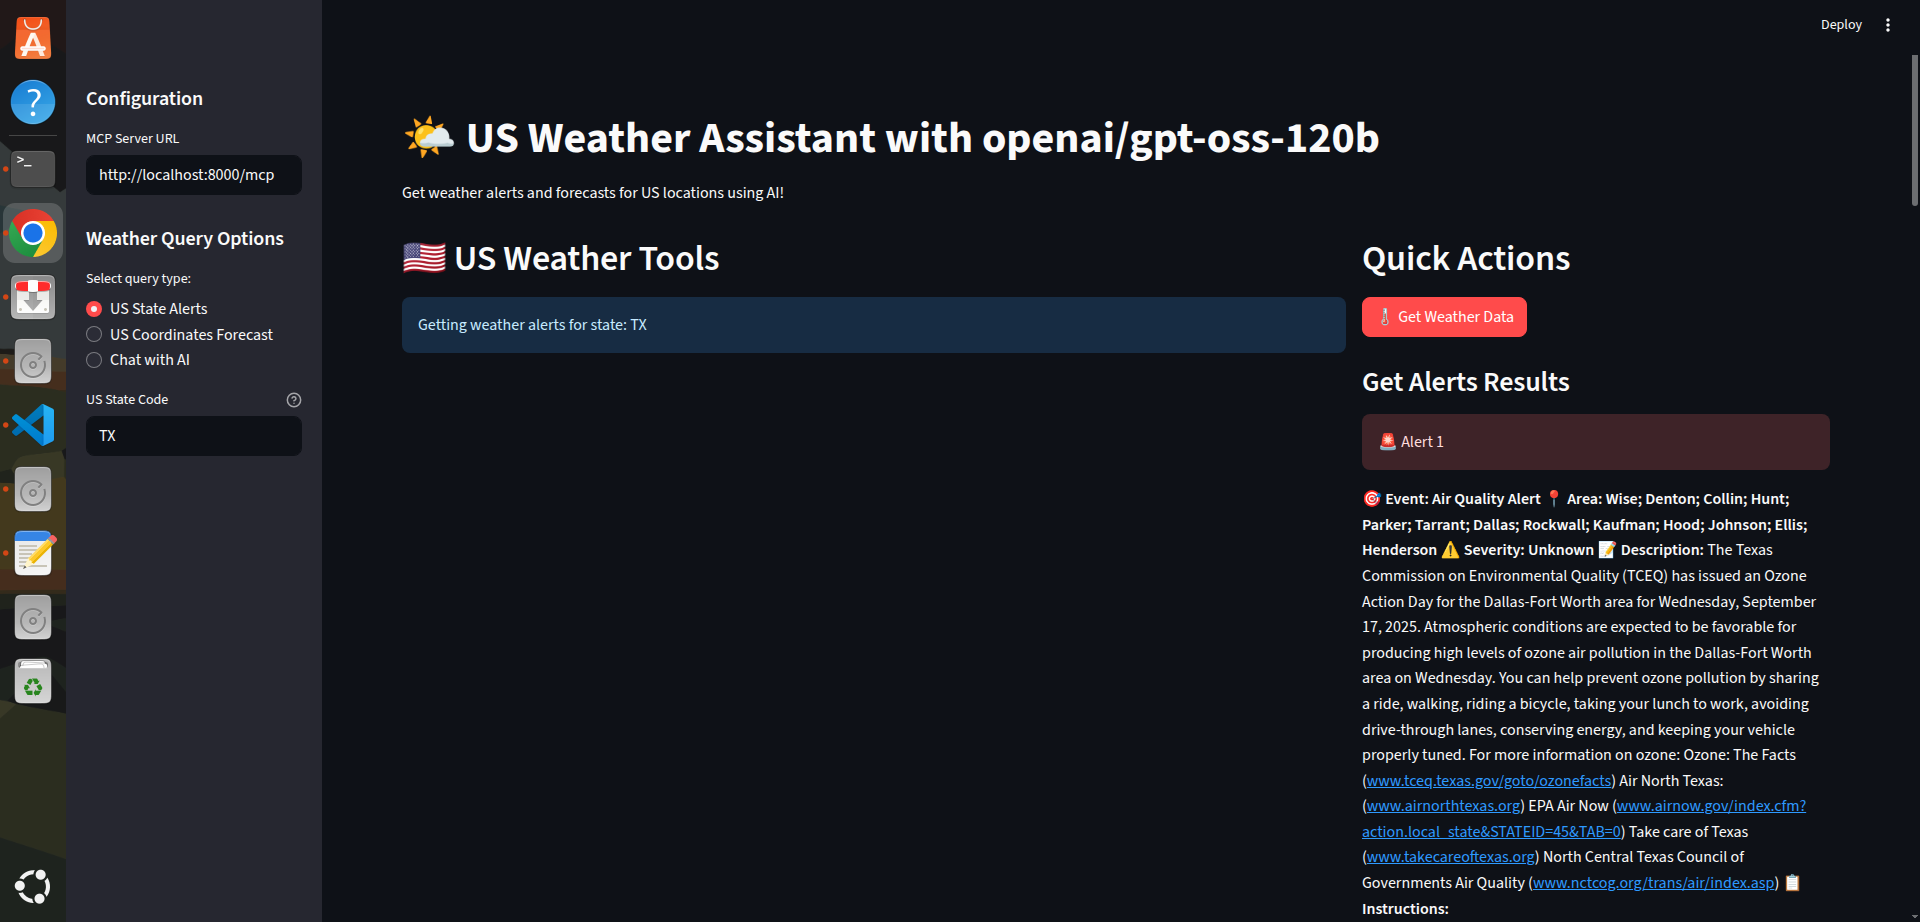 Deploy
Configuration
MCP Server URL
http://localhost:8000/mcp
Weather Query Options
Select query type:
US State Alerts
US Coordinates Forecast
Chat with AI
US State Code
TX
🌤️ US Weather Assistant with openai/gpt-oss-120b
Get weather alerts and forecasts for US locations using AI!
🇺🇸 US Weather Tools
Getting weather alerts for state: TX
Quick Actions
🌡️ Get Weather Data
Get Alerts Results
🚨 Alert 1
🎯 Event: Air Quality Alert 📍 Area: Wise; Denton; Collin; Hunt;
Parker; Tarrant; Dallas; Rockwall; Kaufman; Hood; Johnson; Ellis;
Henderson ⚠️ Severity: Unknown 📝 Description: The Texas
Commission on Environmental Quality (TCEQ) has issued an Ozone
Action Day for the Dallas-Fort Worth area for Wednesday, September
17, 2025. Atmospheric conditions are expected to be favorable for
producing high levels of ozone air pollution in the Dallas-Fort Worth
area on Wednesday. You can help prevent ozone pollution by sharing
a ride, walking, riding a bicycle, taking your lunch to work, avoiding
drive-through lanes, conserving energy, and keeping your vehicle
properly tuned. For more information on ozone: Ozone: The Facts
(www.tceq.texas.gov/goto/ozonefacts) Air North Texas:
(www.airnorthtexas.org) EPA Air Now (www.airnow.gov/index.cfm?
action.local_state&STATEID=45&TAB=0) Take care of Texas
(www.takecareoftexas.org) North Central Texas Council of
Governments Air Quality (www.nctcog.org/trans/air/index.asp) 📋
Instructions: